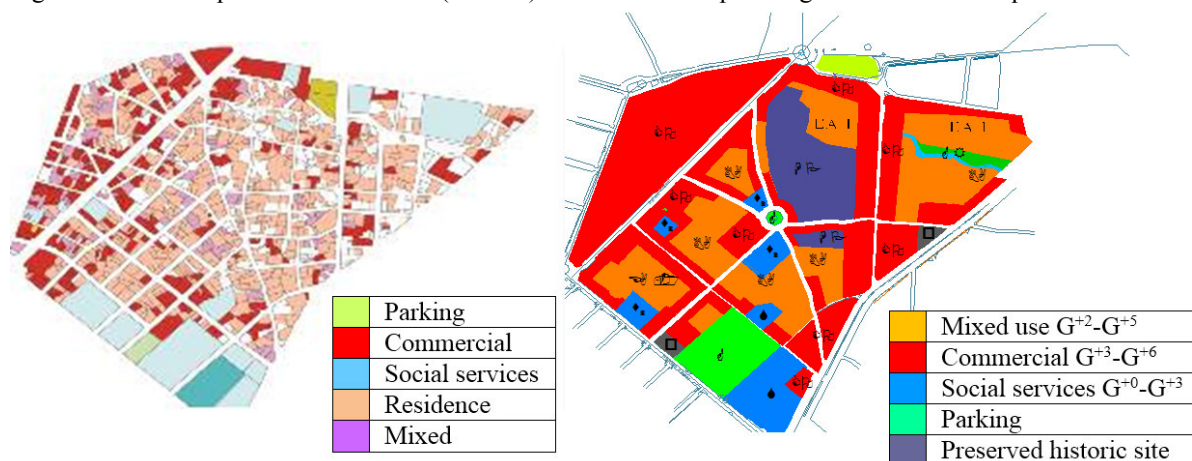 Parking
Commercial
Social services
Residence
Mixed
Mixed use G+2-G+5
Commercial G+3-G+6
Social services G+0-G+3
Parking
Preserved historic site